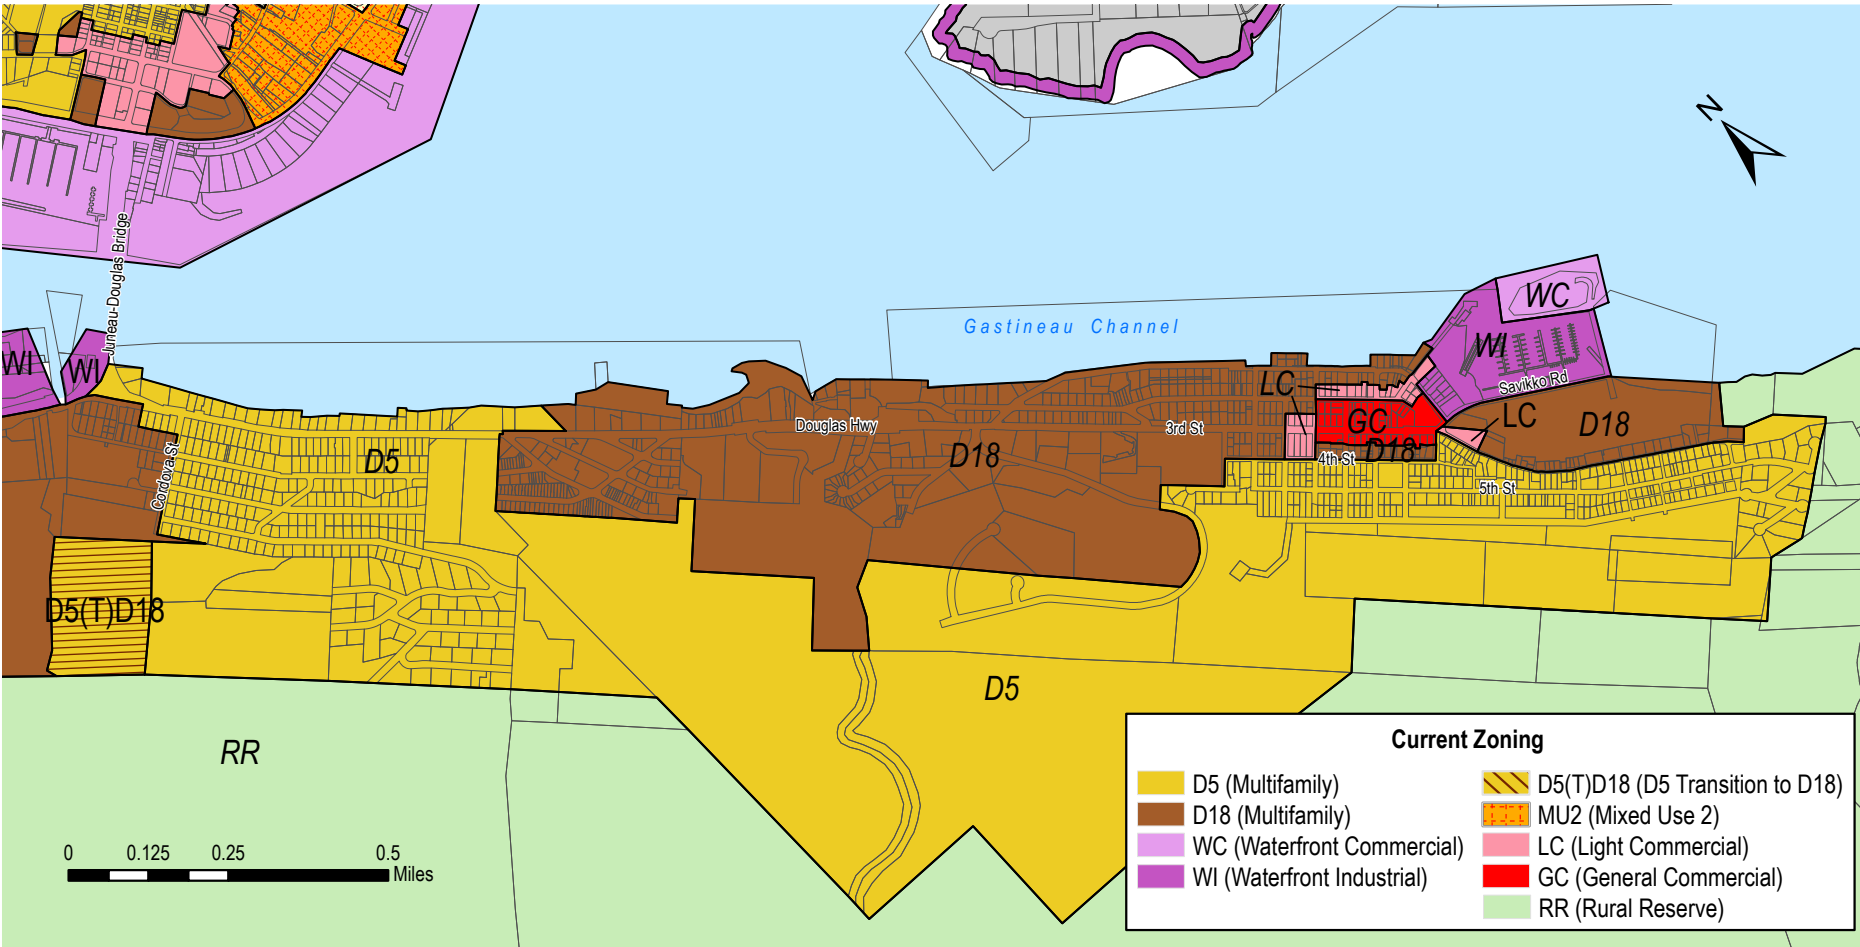 N
Juneau-Douglas Bridge
WC
Gastineau Channel
WI
WI
WI
Savikko Rd
LC
LC
GC
D18
Douglas Hwy
3rd St
D18
D5
D18
4th St
5th St
Cordova St
D5(T)D18
D5
RR
Current Zoning
D5 (Multifamily)
D18 (Multifamily)
WC (Waterfront Commercial)
WI (Waterfront Industrial)
D5(T)D18 (D5 Transition to D18)
MU2 (Mixed Use 2)
LC (Light Commercial)
GC (General Commercial)
RR (Rural Reserve)
0 0.125 0.25 0.5
Miles